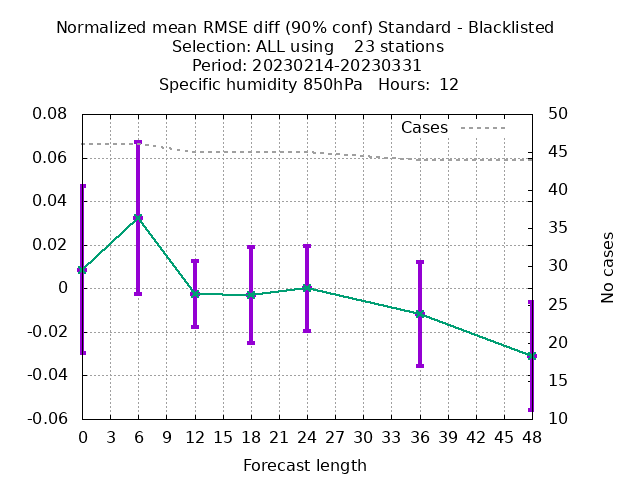 Normalized mean RMSE diff (90% conf) Standard - Blacklisted
Selection: ALL using    23 stations
Period: 20230214-20230331
Specific humidity 850hPa   Hours:  12
Cases
0.08
0.06
0.04
0.02
0
-0.02
-0.04
-0.06
50
45
40
35
30
25
20
15
10
No cases
0 3 6 9 12 15 18 21 24 27 30 33 36 39 42 45 48
Forecast length